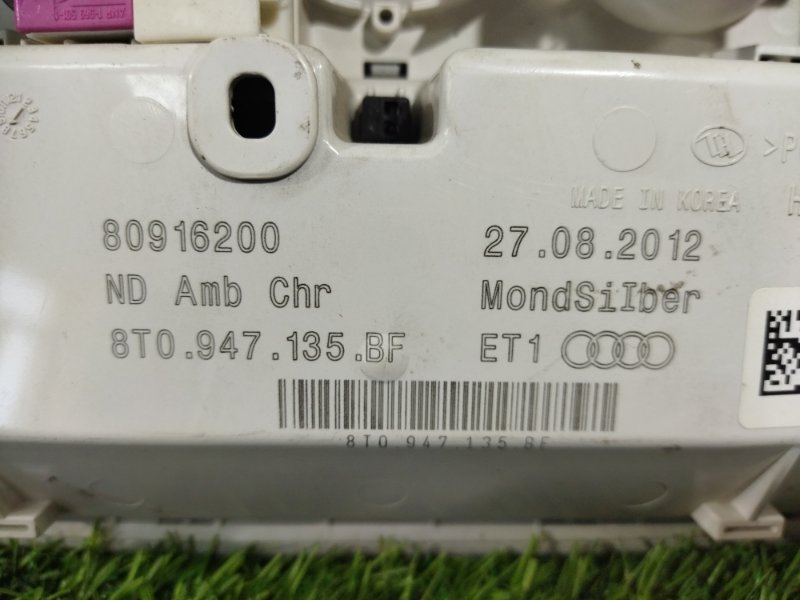 MADE IN KOREA
80916200 27.08.2012
ND Amb Chr MondSilber
8T0.947.135.BF ET1
8T0.947.135.BF